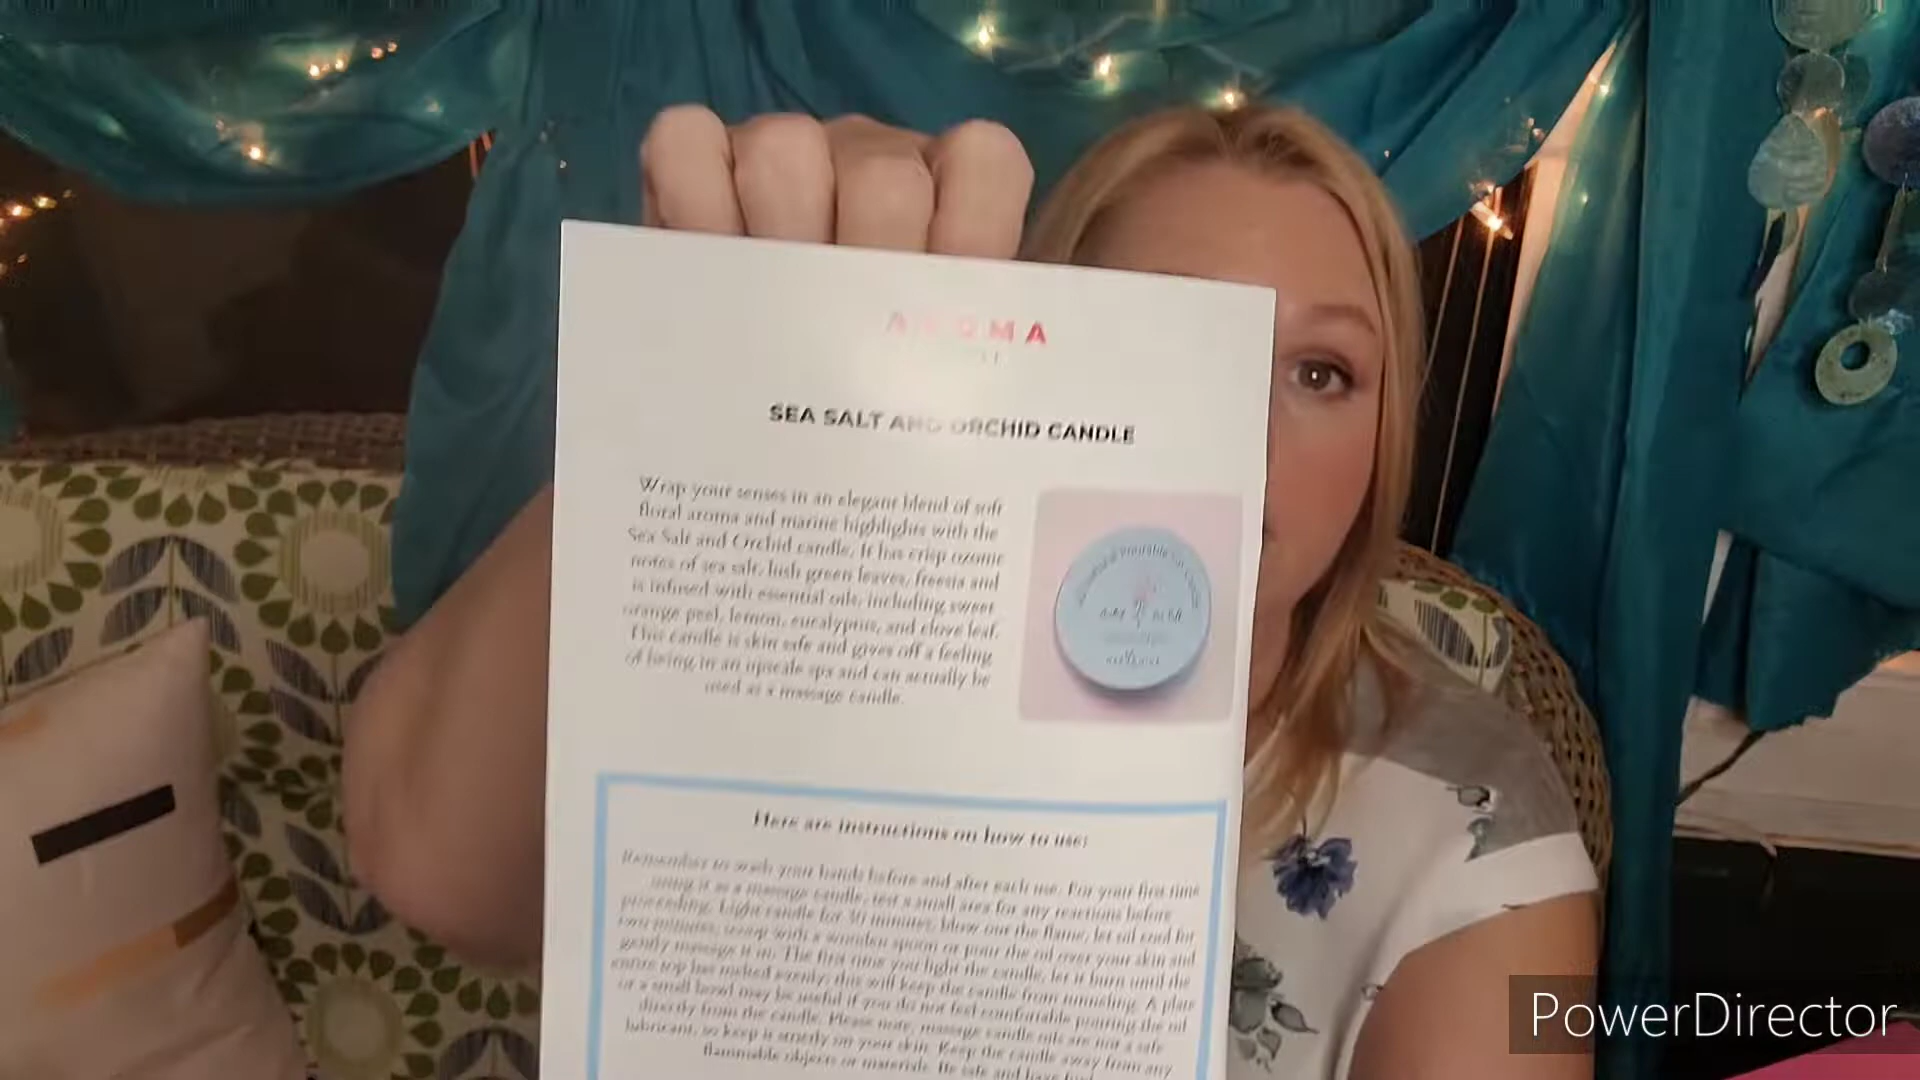 AROMA
SEA SALT AND ORCHID CANDLE
Wrap your senses in an elegant blend of soft
floral aroma and marine highlights with the
Sea Salt and Orchid candle. It has crisp ozone
notes of sea salt, lush green leaves, freesia and
is infused with essential oils, including sweet
orange peel, lemon, eucalyptus, and clove leaf.
This candle is skin safe and gives off a feeling
of being in an upscale spa and can actually be
used as a massage candle.
Here are instructions on how to use:
Remember to wash your hands before and after each use. For your first time
using it as a massage candle, test a small area for any reactions before
proceeding. Light candle for 30 minutes, blow out the flame, let oil cool for
two minutes, scoop with a wooden spoon or pour the oil over your skin and
gently massage it on. The first time you light the candle, let it burn until the
entire top has melted evenly; this will keep the candle from tunneling. A plate
or a small bowl may be useful if you do not feel comfortable pouring the oil
directly from the candle. Please note, massage candle oils are not a safe
lubricant, so keep it strictly on your skin. Keep the candle away from any
flammable objects or materials. Be safe and have fun!
PowerDirector